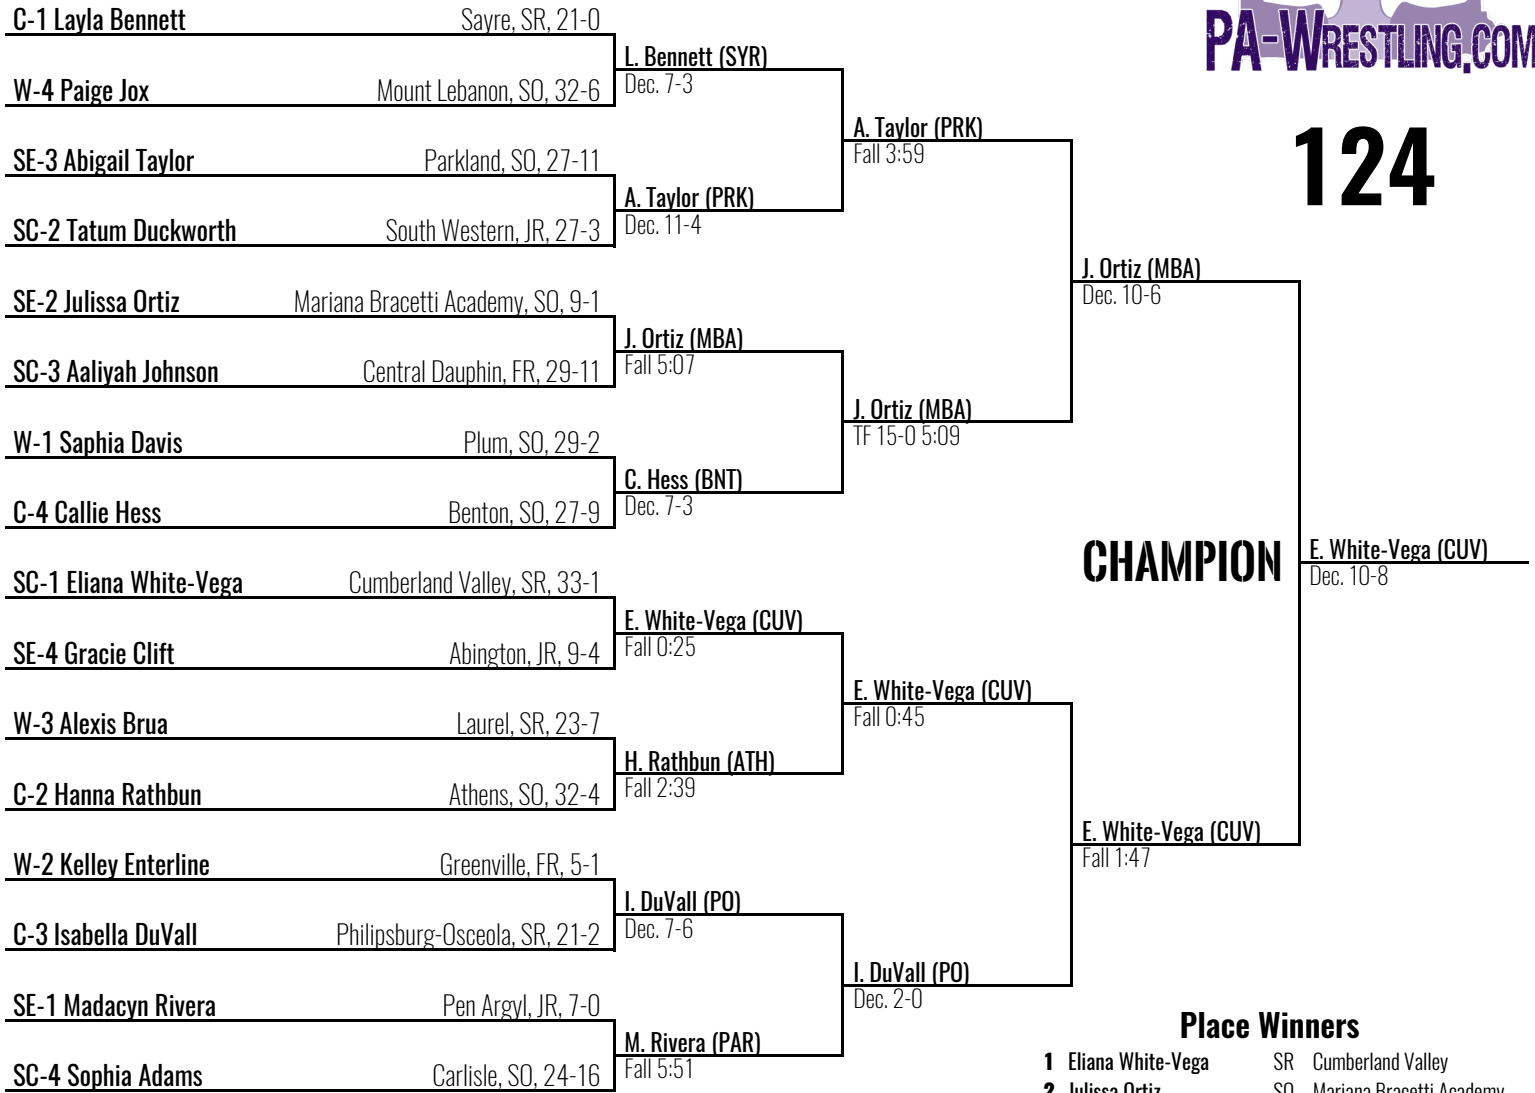 PA-WRESTLING.COM
124
C-1 Layla Bennett Sayre, SR, 21-0
W-4 Paige Jox Mount Lebanon, SO, 32-6
SE-3 Abigail Taylor Parkland, SO, 27-11
SC-2 Tatum Duckworth South Western, JR, 27-3
SE-2 Julissa Ortiz Mariana Bracetti Academy, SO, 9-1
SC-3 Aaliyah Johnson Central Dauphin, FR, 29-11
W-1 Saphia Davis Plum, SO, 29-2
C-4 Callie Hess Benton, SO, 27-9
SC-1 Eliana White-Vega Cumberland Valley, SR, 33-1
SE-4 Gracie Clift Abington, JR, 9-4
W-3 Alexis Brua Laurel, SR, 23-7
C-2 Hanna Rathbun Athens, SO, 32-4
W-2 Kelley Enterline Greenville, FR, 5-1
C-3 Isabella DuVall Philipsburg-Osceola, SR, 21-2
SE-1 Madacyn Rivera Pen Argyl, JR, 7-0
SC-4 Sophia Adams Carlisle, SO, 24-16
L. Bennett (SYR)
Dec. 7-3
A. Taylor (PRK)
Dec. 11-4
J. Ortiz (MBA)
Fall 5:07
C. Hess (BNT)
Dec. 7-3
E. White-Vega (CUV)
Fall 0:25
H. Rathbun (ATH)
Fall 2:39
I. DuVall (PO)
Dec. 7-6
M. Rivera (PAR)
Fall 5:51
A. Taylor (PRK)
Fall 3:59
J. Ortiz (MBA)
TF 15-0 5:09
E. White-Vega (CUV)
Fall 0:45
I. DuVall (PO)
Dec. 2-0
J. Ortiz (MBA)
Dec. 10-6
E. White-Vega (CUV)
Fall 1:47
CHAMPION
E. White-Vega (CUV)
Dec. 10-8
Place Winners
1 Eliana White-Vega SR Cumberland Valley
2 Julissa Ortiz SO Mariana Bracetti Academy